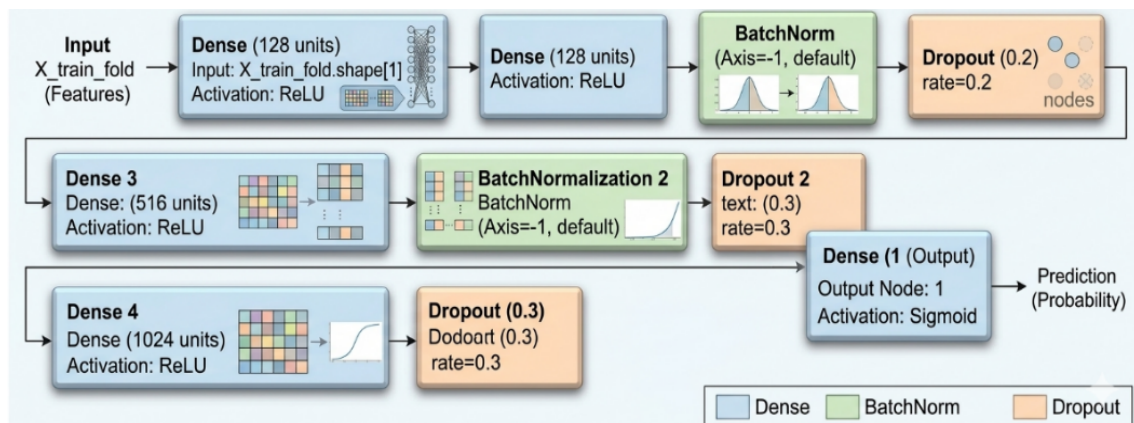 Input
X_train_fold
(Features)
Dense (128 units)
Input: X_train_fold.shape[1]
Activation: ReLU
Dense (128 units)
Activation: ReLU
BatchNorm
(Axis=-1, default)
Dropout (0.2)
rate=0.2
nodes
Dense 3
Dense: (516 units)
Activation: ReLU
BatchNormalization 2
BatchNorm
(Axis=-1, default)
Dropout 2
text: (0.3)
rate=0.3
Dense (1 (Output)
Output Node: 1
Activation: Sigmoid
Prediction
(Probability)
Dense 4
Dense (1024 units)
Activation: ReLU
Dropout (0.3)
Dodoart (0.3)
rate=0.3
Dense
BatchNorm
Dropout